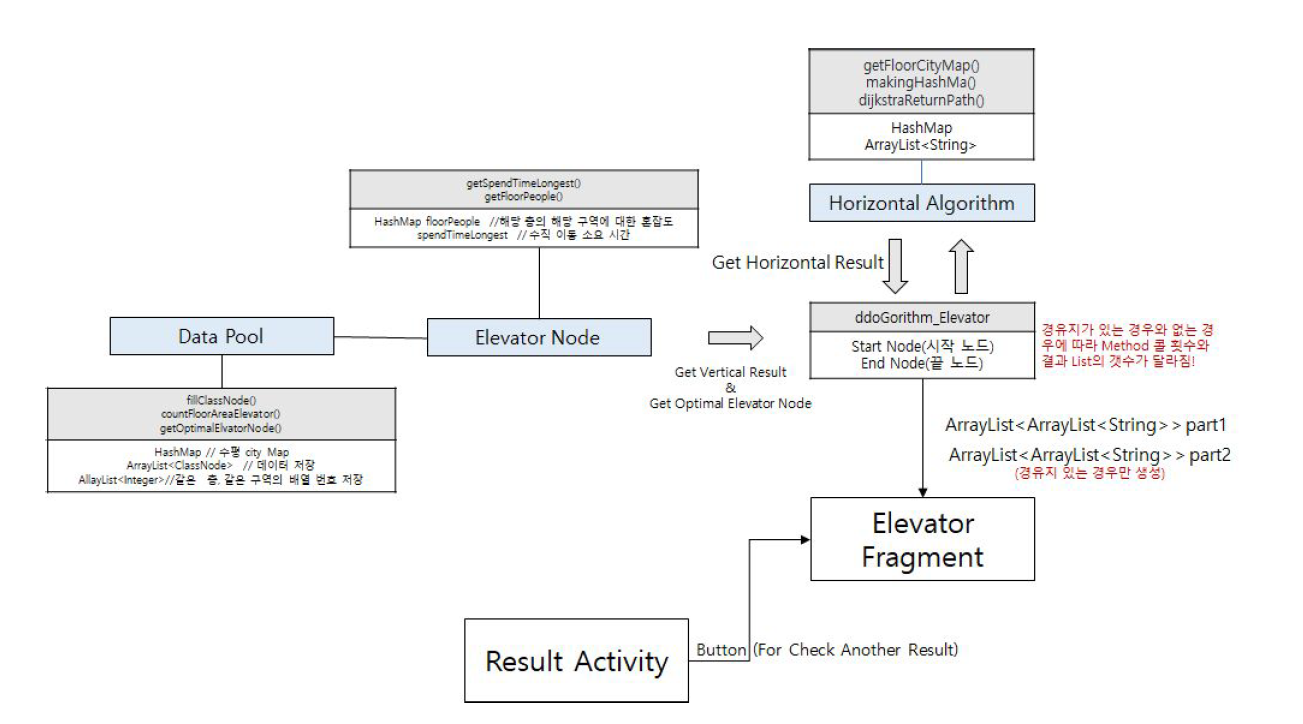 getFloorCityMap()
makingHashMa()
dijkstraReturnPath()
HashMap
ArrayList<String>
Horizontal Algorithm
getSpendTimeLongest()
getFloorPeople()
HashMap floorPeople //해당 층의 해당 구역에 대한 혼잡도
spendTimeLongest // 수직 이동 소요 시간
Get Horizontal Result
Data Pool
Elevator Node
ddoGorithm_Elevator
Start Node(시작 노드)
End Node(끝 노드)
경유지가 있는 경우와 없는 경
우에 따라 Method 콜 횟수와
결과 List의 갯수가 달라짐!
Get Vertical Result
&
Get Optimal Elevator Node
fillClassNode()
countFloorAreaElevator()
getOptimalElvatorNode()
HashMap // 수평 city Map
ArrayList<ClassNode> // 데이터 저장
AllayList<Integer>//같은 층, 같은 구역의 배열 번호 저장
ArrayList<ArrayList<String>> part1
ArrayList<ArrayList<String>> part2
(경유지 있는 경우만 생성)
Elevator
Fragment
Result Activity
Button (For Check Another Result)